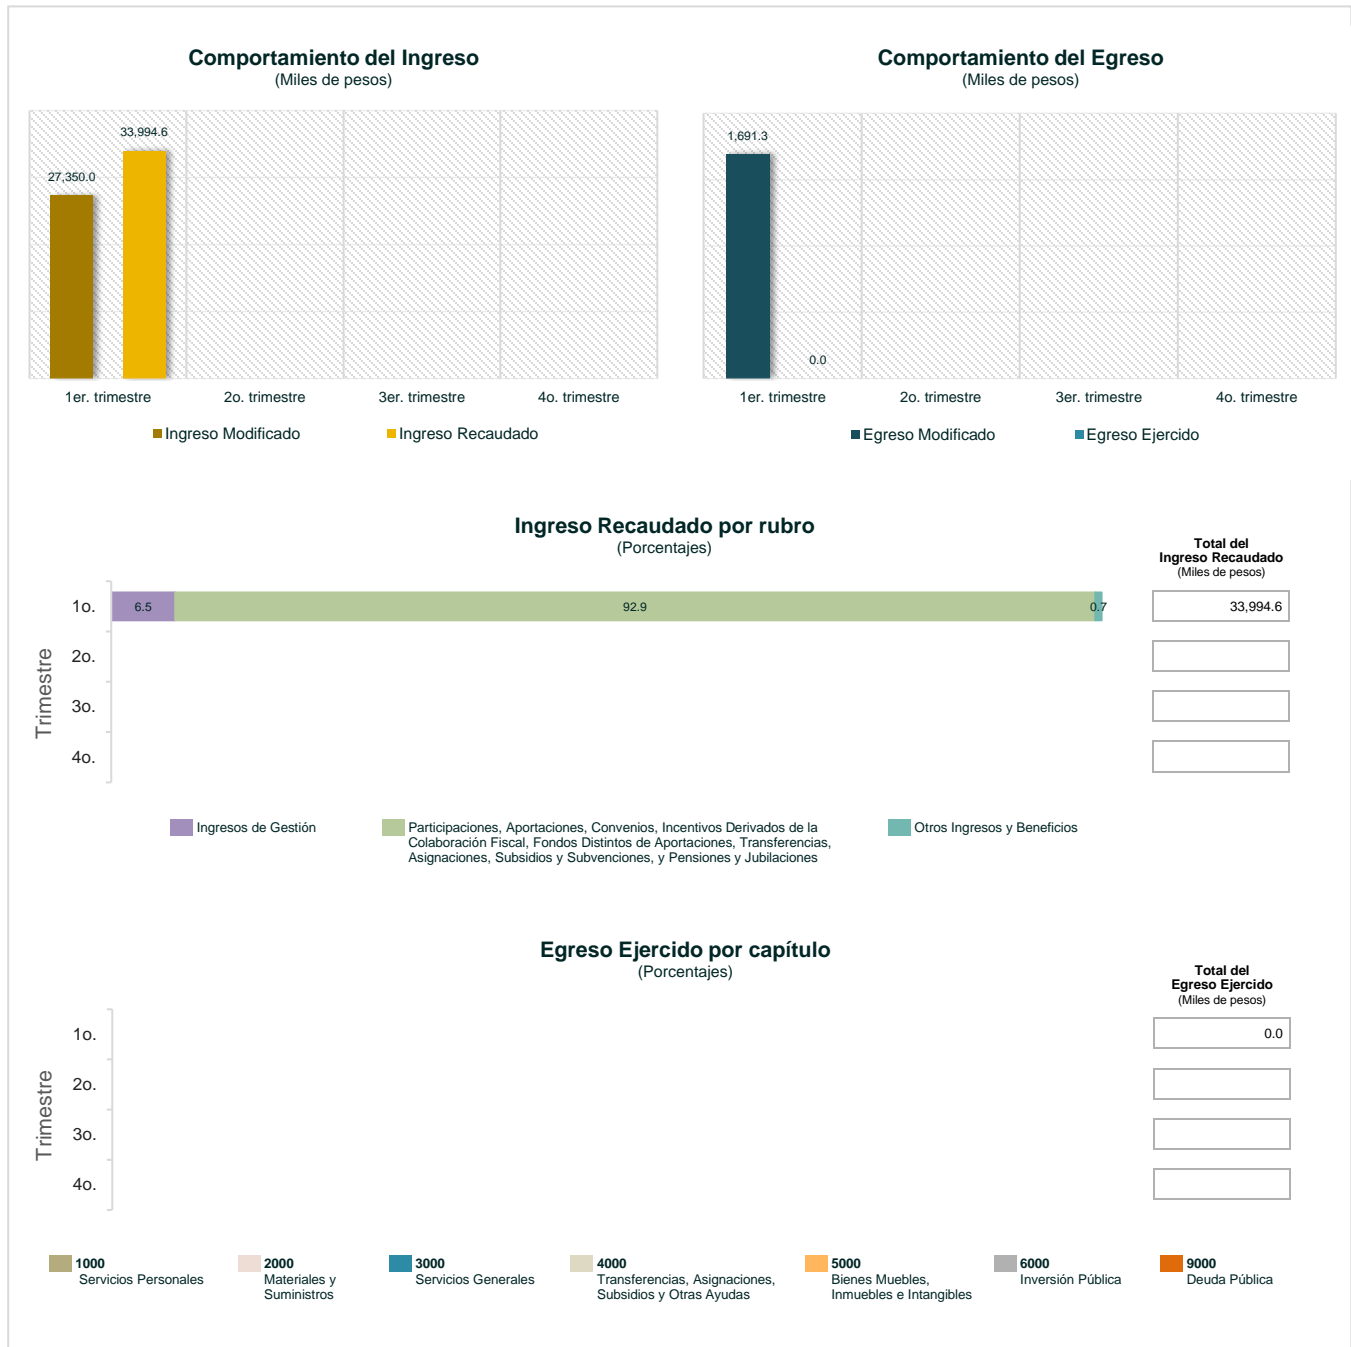 Comportamiento del Ingreso
(Miles de pesos)
33,994.6
27,350.0
1er. trimestre
2o. trimestre
3er. trimestre
4o. trimestre
Ingreso Modificado
Ingreso Recaudado
Comportamiento del Egreso
(Miles de pesos)
1,691.3
0.0
1er. trimestre
2o. trimestre
3er. trimestre
4o. trimestre
Egreso Modificado
Egreso Ejercido
Ingreso Recaudado por rubro
(Porcentajes)
Total del
Ingreso Recaudado
(Miles de pesos)
Trimestre
1o.
6.5
92.9
0.7
33,994.6
2o.
3o.
4o.
Ingresos de Gestión
Participaciones, Aportaciones, Convenios, Incentivos Derivados de la
Colaboración Fiscal, Fondos Distintos de Aportaciones, Transferencias,
Asignaciones, Subsidios y Subvenciones, y Pensiones y Jubilaciones
Otros Ingresos y Beneficios
Egreso Ejercido por capítulo
(Porcentajes)
Total del
Egreso Ejercido
(Miles de pesos)
Trimestre
1o.
0.0
2o.
3o.
4o.
1000
Servicios Personales
2000
Materiales y
Suministros
3000
Servicios Generales
4000
Transferencias, Asignaciones,
Subsidios y Otras Ayudas
5000
Bienes Muebles,
Inmuebles e Intangibles
6000
Inversión Pública
9000
Deuda Pública